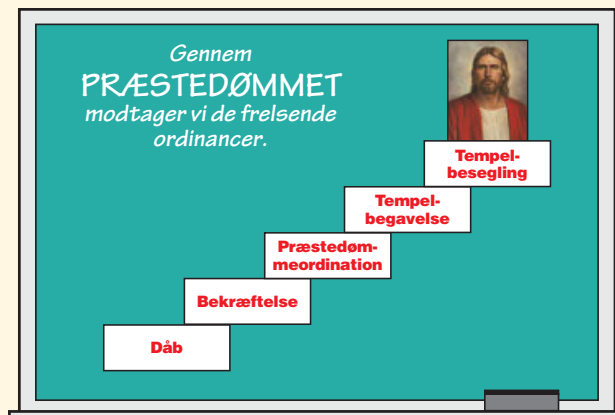 Gennem
PRÆSTEDØMMET
modtager vi de frelsende
ordinancer.
Tempel-
besegling
Tempel-
begavelse
Præstedøm-
meordination
Bekræftelse
Dåb